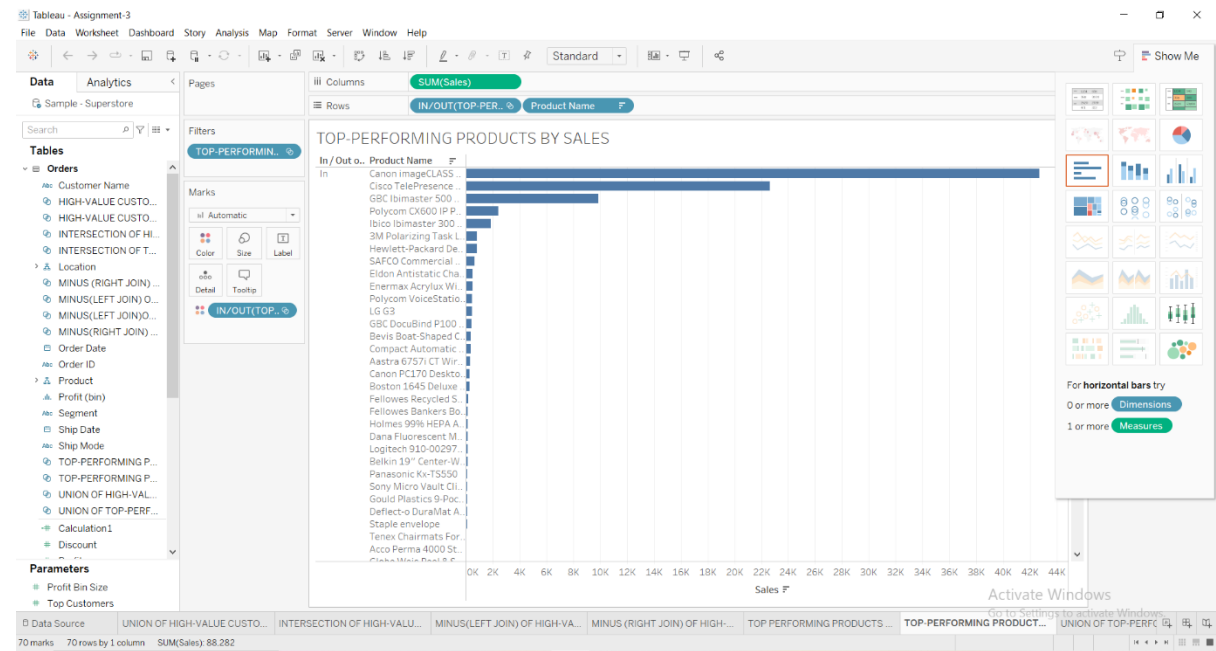 Tableau - Assignment-3
File Data Worksheet Dashboard Story Analysis Map Format Server Window Help
Standard
Show Me
Data Analytics
Sample - Superstore
Search
Tables
Orders
Abc Customer Name
HIGH-VALUE CUSTO...
HIGH-VALUE CUSTO...
INTERSECTION OF HI...
INTERSECTION OF T...
Location
MINUS (RIGHT JOIN) ...
MINUS(LEFT JOIN) O...
MINUS(LEFT JOIN)O...
MINUS(RIGHT JOIN) ...
Order Date
Abc Order ID
Product
Profit (bin)
Abc Segment
Ship Date
Abc Ship Mode
TOP-PERFORMING P...
TOP-PERFORMING P...
UNION OF HIGH-VAL...
UNION OF TOP-PERF...
Calculation1
Discount
Parameters
Profit Bin Size
Top Customers
Pages
Filters
TOP-PERFORMIN..
Marks
Automatic
Color Size Label
Detail Tooltip
IN/OUT(TOP..
Columns SUM(Sales)
Rows IN/OUT(TOP-PER.. Product Name
TOP-PERFORMING PRODUCTS BY SALES
In / Out o.. Product Name
In Canon imageCLASS ..
Cisco TelePresence ..
GBC Ibimaster 500 ..
Polycom CX600 IP P..
Ibico Ibimaster 300 ..
3M Polarizing Task L..
Hewlett-Packard De..
SAFCO Commercial ..
Eldon Antistatic Cha..
Enermax Acrylux Wi..
Polycom VoiceStatio..
LG G3
GBC DocuBind P100 ..
Bevis Boat-Shaped C..
Compact Automatic ..
Aastra 6757i CT Wir..
Canon PC170 Deskto..
Boston 1645 Deluxe ..
Fellowes Recycled S..
Fellowes Bankers Bo..
Holmes 99% HEPA A..
Dana Fluorescent M..
Logitech 910-00297..
Belkin 19" Center-W..
Panasonic Kx-TS550
Sony Micro Vault Cli..
Gould Plastics 9-Poc..
Deflect-o DuraMat A..
Staple envelope
Tenex Chairmats For..
Acco Perma 4000 St..
0K 2K 4K 6K 8K 10K 12K 14K 16K 18K 20K 22K 24K 26K 28K 30K 32K 34K 36K 38K 40K 42K 44K
Sales
For horizontal bars try
0 or more Dimensions
1 or more Measures
Activate Windows
Go to Settings to activate Windows.
Data Source UNION OF HIGH-VALUE CUSTO... INTERSECTION OF HIGH-VALU... MINUS(LEFT JOIN) OF HIGH-VA... MINUS (RIGHT JOIN) OF HIGH-... TOP PERFORMING PRODUCTS ... TOP-PERFORMING PRODUCT... UNION OF TOP-PERFO
70 marks 70 rows by 1 column SUM(Sales): 88,282